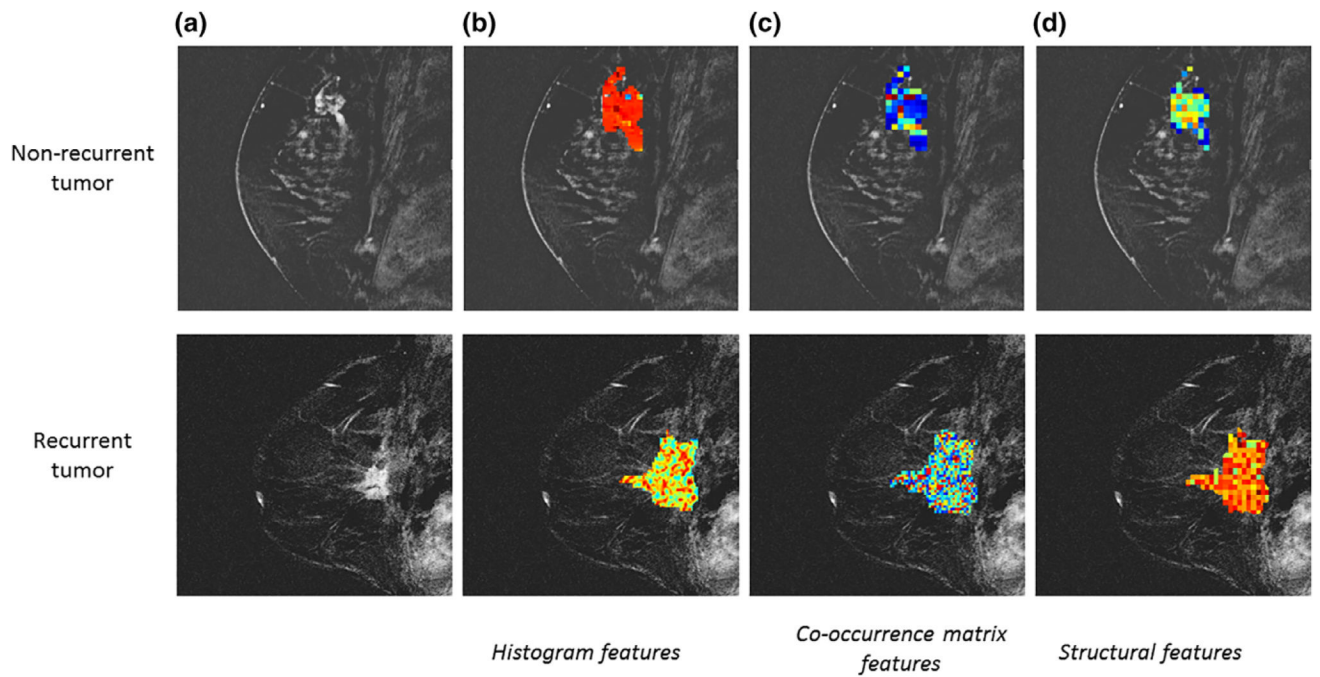 (a)
(b)
(c)
(d)
Non-recurrent
tumor
Recurrent
tumor
Histogram features
Co-occurrence matrix
features
Structural features